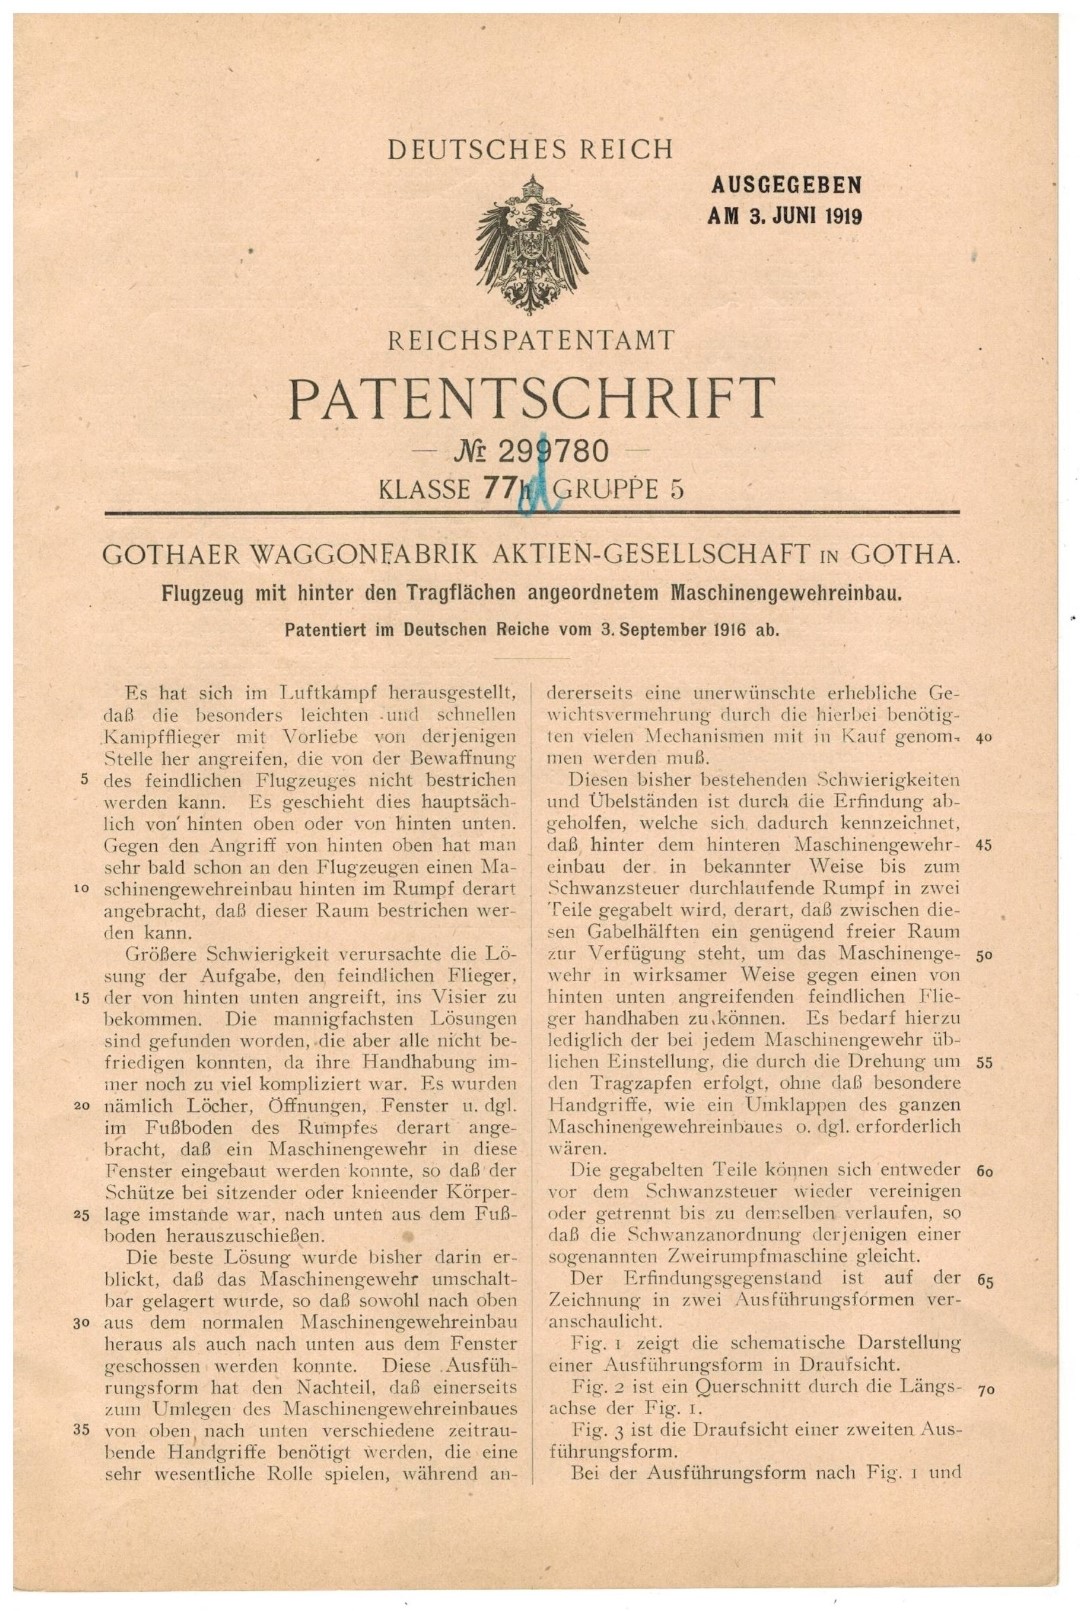 DEUTSCHES REICH
AUSGEGEBEN
AM 3. JUNI 1919
REICHSPATENTAMT
PATENTSCHRIFT
— № 299780 —
KLASSE 77h d GRUPPE 5
GOTHAER WAGGONFABRIK AKTIEN-GESELLSCHAFT IN GOTHA.
Flugzeug mit hinter den Tragflächen angeordnetem Maschinengewehreinbau.
Patentiert im Deutschen Reiche vom 3. September 1916 ab.
Es hat sich im Luftkampf herausgestellt,
daß die besonders leichten und schnellen
Kampfflieger mit Vorliebe von derjenigen
Stelle her angreifen, die von der Bewaffnung
5 des feindlichen Flugzeuges nicht bestrichen
werden kann. Es geschieht dies hauptsäch-
lich von hinten oben oder von hinten unten.
Gegen den Angriff von hinten oben hat man
sehr bald schon an den Flugzeugen einen Ma-
10 schinengewehreinbau hinten im Rumpf derart
angebracht, daß dieser Raum bestrichen wer-
den kann.
Größere Schwierigkeit verursachte die Lö-
sung der Aufgabe, den feindlichen Flieger,
15 der von hinten unten angreift, ins Visier zu
bekommen. Die mannigfachsten Lösungen
sind gefunden worden, die aber alle nicht be-
friedigen konnten, da ihre Handhabung im-
mer noch zu viel kompliziert war. Es wurden
20 nämlich Löcher, Öffnungen, Fenster u. dgl.
im Fußboden des Rumpfes derart ange-
bracht, daß ein Maschinengewehr in diese
Fenster eingebaut werden konnte, so daß der
Schütze bei sitzender oder knieender Körper-
25 lage imstande war, nach unten aus dem Fuß-
boden herauszuschießen.
Die beste Lösung wurde bisher darin er-
blickt, daß das Maschinengewehr umschalt-
bar gelagert wurde, so daß sowohl nach oben
30 aus dem normalen Maschinengewehreinbau
heraus als auch nach unten aus dem Fenster
geschossen werden konnte. Diese Ausfüh-
rungsform hat den Nachteil, daß einerseits
zum Umlegen des Maschinengewehreinbaues
35 von oben nach unten verschiedene zeitrau-
bende Handgriffe benötigt werden, die eine
sehr wesentliche Rolle spielen, während an-
dererseits eine unerwünschte erhebliche Ge-
wichtsvermehrung durch die hierbei benötig-
ten vielen Mechanismen mit in Kauf genom- 40
men werden muß.
Diesen bisher bestehenden Schwierigkeiten
und Übelständen ist durch die Erfindung ab-
geholfen, welche sich dadurch kennzeichnet,
daß hinter dem hinteren Maschinengewehr- 45
einbau der in bekannter Weise bis zum
Schwanzsteuer durchlaufende Rumpf in zwei
Teile gegabelt wird, derart, daß zwischen die-
sen Gabelhälften ein genügend freier Raum
zur Verfügung steht, um das Maschinenge- 50
wehr in wirksamer Weise gegen einen von
hinten unten angreifenden feindlichen Flie-
ger handhaben zu können. Es bedarf hierzu
lediglich der bei jedem Maschinengewehr üb-
lichen Einstellung, die durch die Drehung um 55
den Tragzapfen erfolgt, ohne daß besondere
Handgriffe, wie ein Umklappen des ganzen
Maschinengewehreinbaues o. dgl. erforderlich
wären.
Die gegabelten Teile können sich entweder 60
vor dem Schwanzsteuer wieder vereinigen
oder getrennt bis zu demselben verlaufen, so
daß die Schwanzanordnung derjenigen einer
sogenannten Zweirumpfmaschine gleicht.
Der Erfindungsgegenstand ist auf der 65
Zeichnung in zwei Ausführungsformen ver-
anschaulicht.
Fig. 1 zeigt die schematische Darstellung
einer Ausführungsform in Draufsicht.
Fig. 2 ist ein Querschnitt durch die Längs- 70
achse der Fig. 1.
Fig. 3 ist die Draufsicht einer zweiten Aus-
führungsform.
Bei der Ausführungsform nach Fig. 1 und